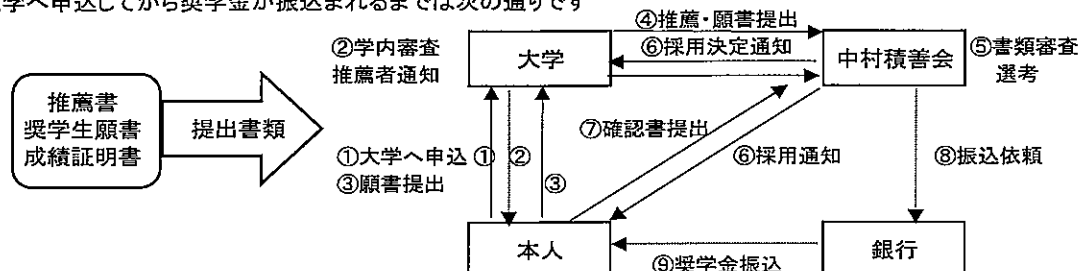 学へ申込してから奨学金が振込まれるまでは次の通りです
④推薦・願書提出
②学内審査
推薦者通知
大学
⑥採用決定通知
中村積善会
⑤書類審査
選考
推薦書
奨学生願書
成績証明書
提出書類
⑦確認書提出
①大学へ申込
①
②
③願書提出
③
⑥採用通知
⑧振込依頼
本人
銀行
⑨奨学金振込